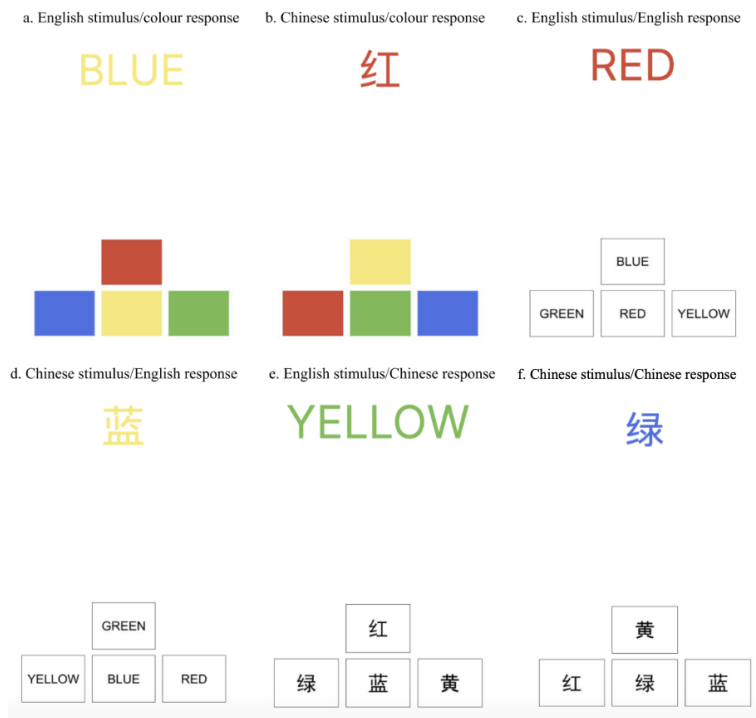 a. English stimulus/colour response
b. Chinese stimulus/colour response
c. English stimulus/English response
BLUE
红
RED
BLUE
GREEN
RED
YELLOW
d. Chinese stimulus/English response
e. English stimulus/Chinese response
f. Chinese stimulus/Chinese response
蓝
YELLOW
绿
GREEN
YELLOW
BLUE
RED
红
绿
蓝
黄
黄
红
绿
蓝